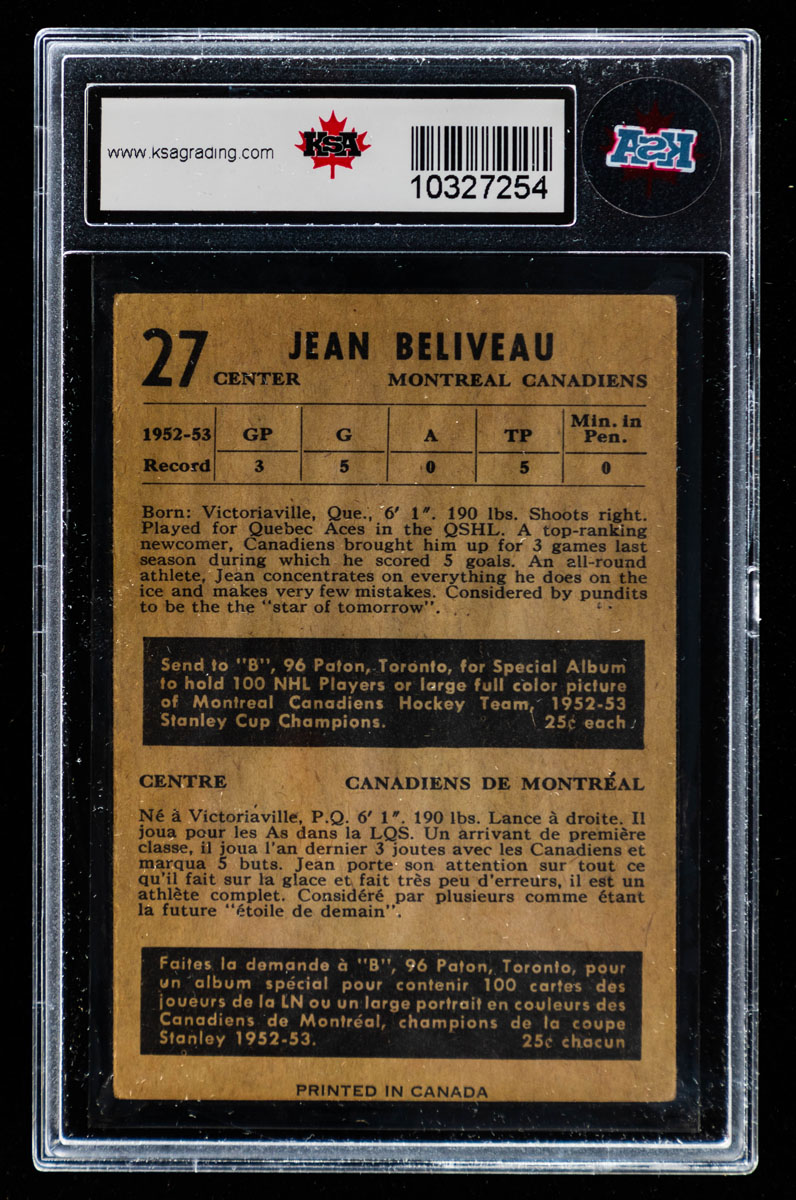 www.ksagrading.com
KSA
10327254
KSA
27 JEAN BELIVEAU
CENTER MONTREAL CANADIENS
1952-53 GP G A TP Min. in Pen.
Record 3 5 0 5 0
Born: Victoriaville, Que., 6' 1". 190 lbs. Shoots right.
Played for Quebec Aces in the QSHL. A top-ranking
newcomer, Canadiens brought him up for 3 games last
season during which he scored 5 goals. An all-round
athlete, Jean concentrates on everything he does on the
ice and makes very few mistakes. Considered by pundits
to be the the "star of tomorrow".
Send to "B", 96 Paton, Toronto, for Special Album
to hold 100 NHL Players or large full color picture
of Montreal Canadiens Hockey Team, 1952-53
Stanley Cup Champions. 25¢ each
CENTRE CANADIENS DE MONTRÉAL
Né à Victoriaville, P.Q. 6' 1". 190 lbs. Lance à droite. Il
joua pour les As dans la LQS. Un arrivant de première
classe, il joua l'an dernier 3 joutes avec les Canadiens et
marqua 5 buts. Jean porte son attention sur tout ce
qu'il fait sur la glace et fait très peu d'erreurs, il est un
athlète complet. Considéré par plusieurs comme étant
la future "étoile de demain".
Faites la demande à "B", 96 Paton, Toronto, pour
un album spécial pour contenir 100 cartes des
joueurs de la LN ou un large portrait en couleurs des
Canadiens de Montréal, champions de la coupe
Stanley 1952-53. 25¢ chacun
PRINTED IN CANADA